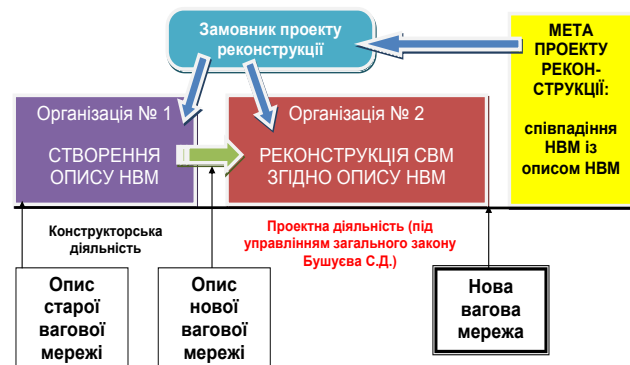 Замовник проекту
реконструкції
МЕТА
ПРОЕКТУ
РЕКОН-
СТРУКЦІЇ:
співпадіння
НВМ із
описом НВМ
Організація № 1
СТВОРЕННЯ
ОПИСУ НВМ
Організація № 2
РЕКОНСТРУКЦІЯ СВМ
ЗГІДНО ОПИСУ НВМ
Конструкторська
діяльність
Проектна діяльність (під
управлінням загального закону
Бушуєва С.Д.)
Опис
старої
вагової
мережі
Опис
нової
вагової
мережі
Нова
вагова
мережа